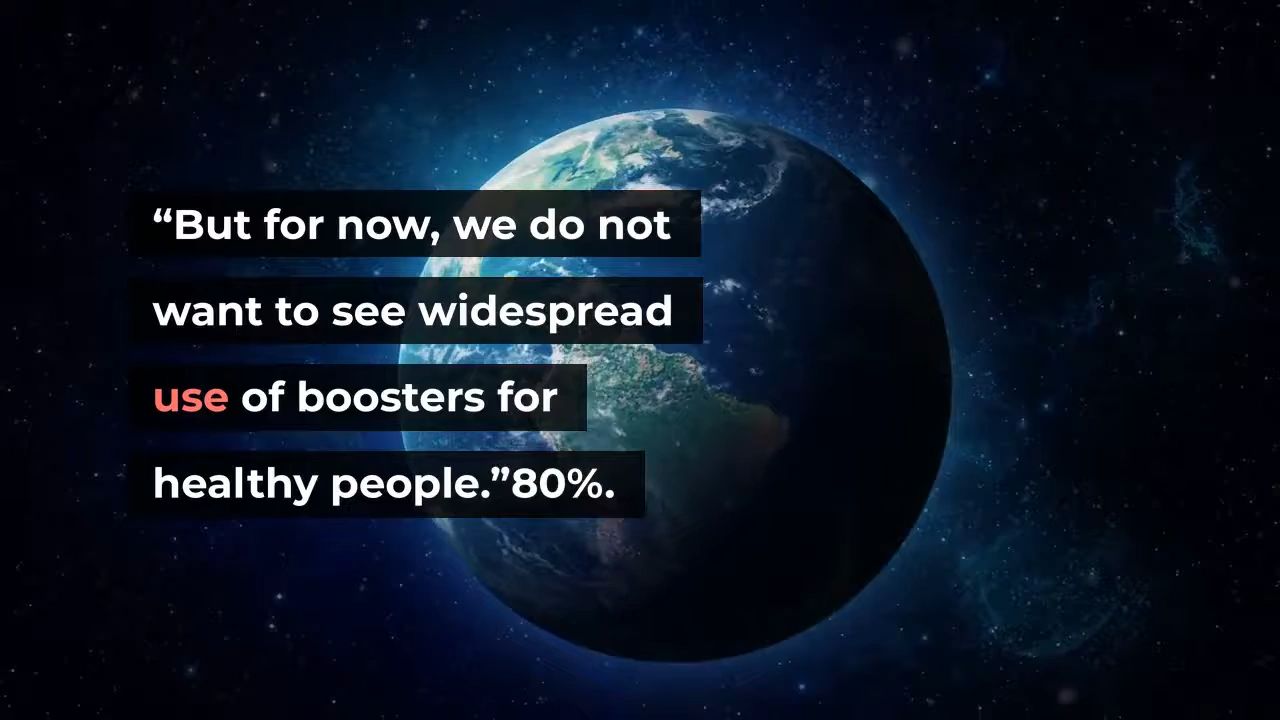 “But for now, we do not
want to see widespread
use of boosters for
healthy people.”80%.